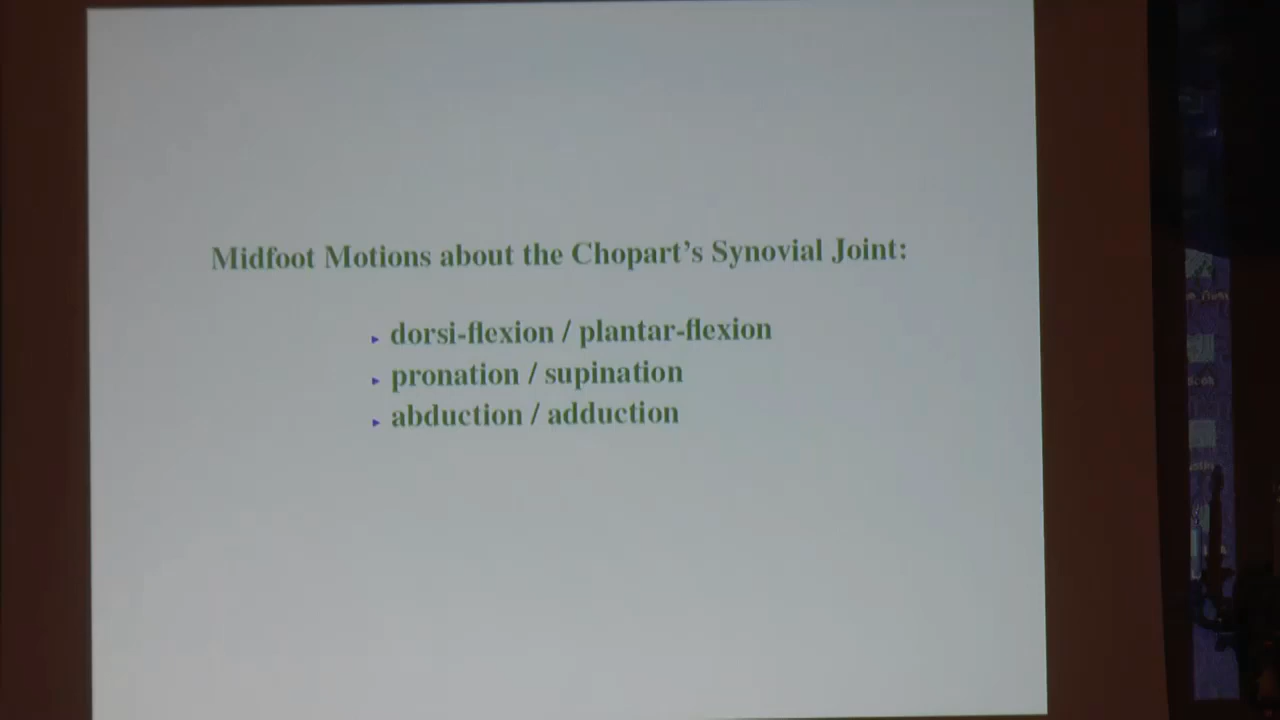 Midfoot Motions about the Chopart's Synovial Joint:
dorsi-flexion / plantar-flexion
pronation / supination
abduction / adduction